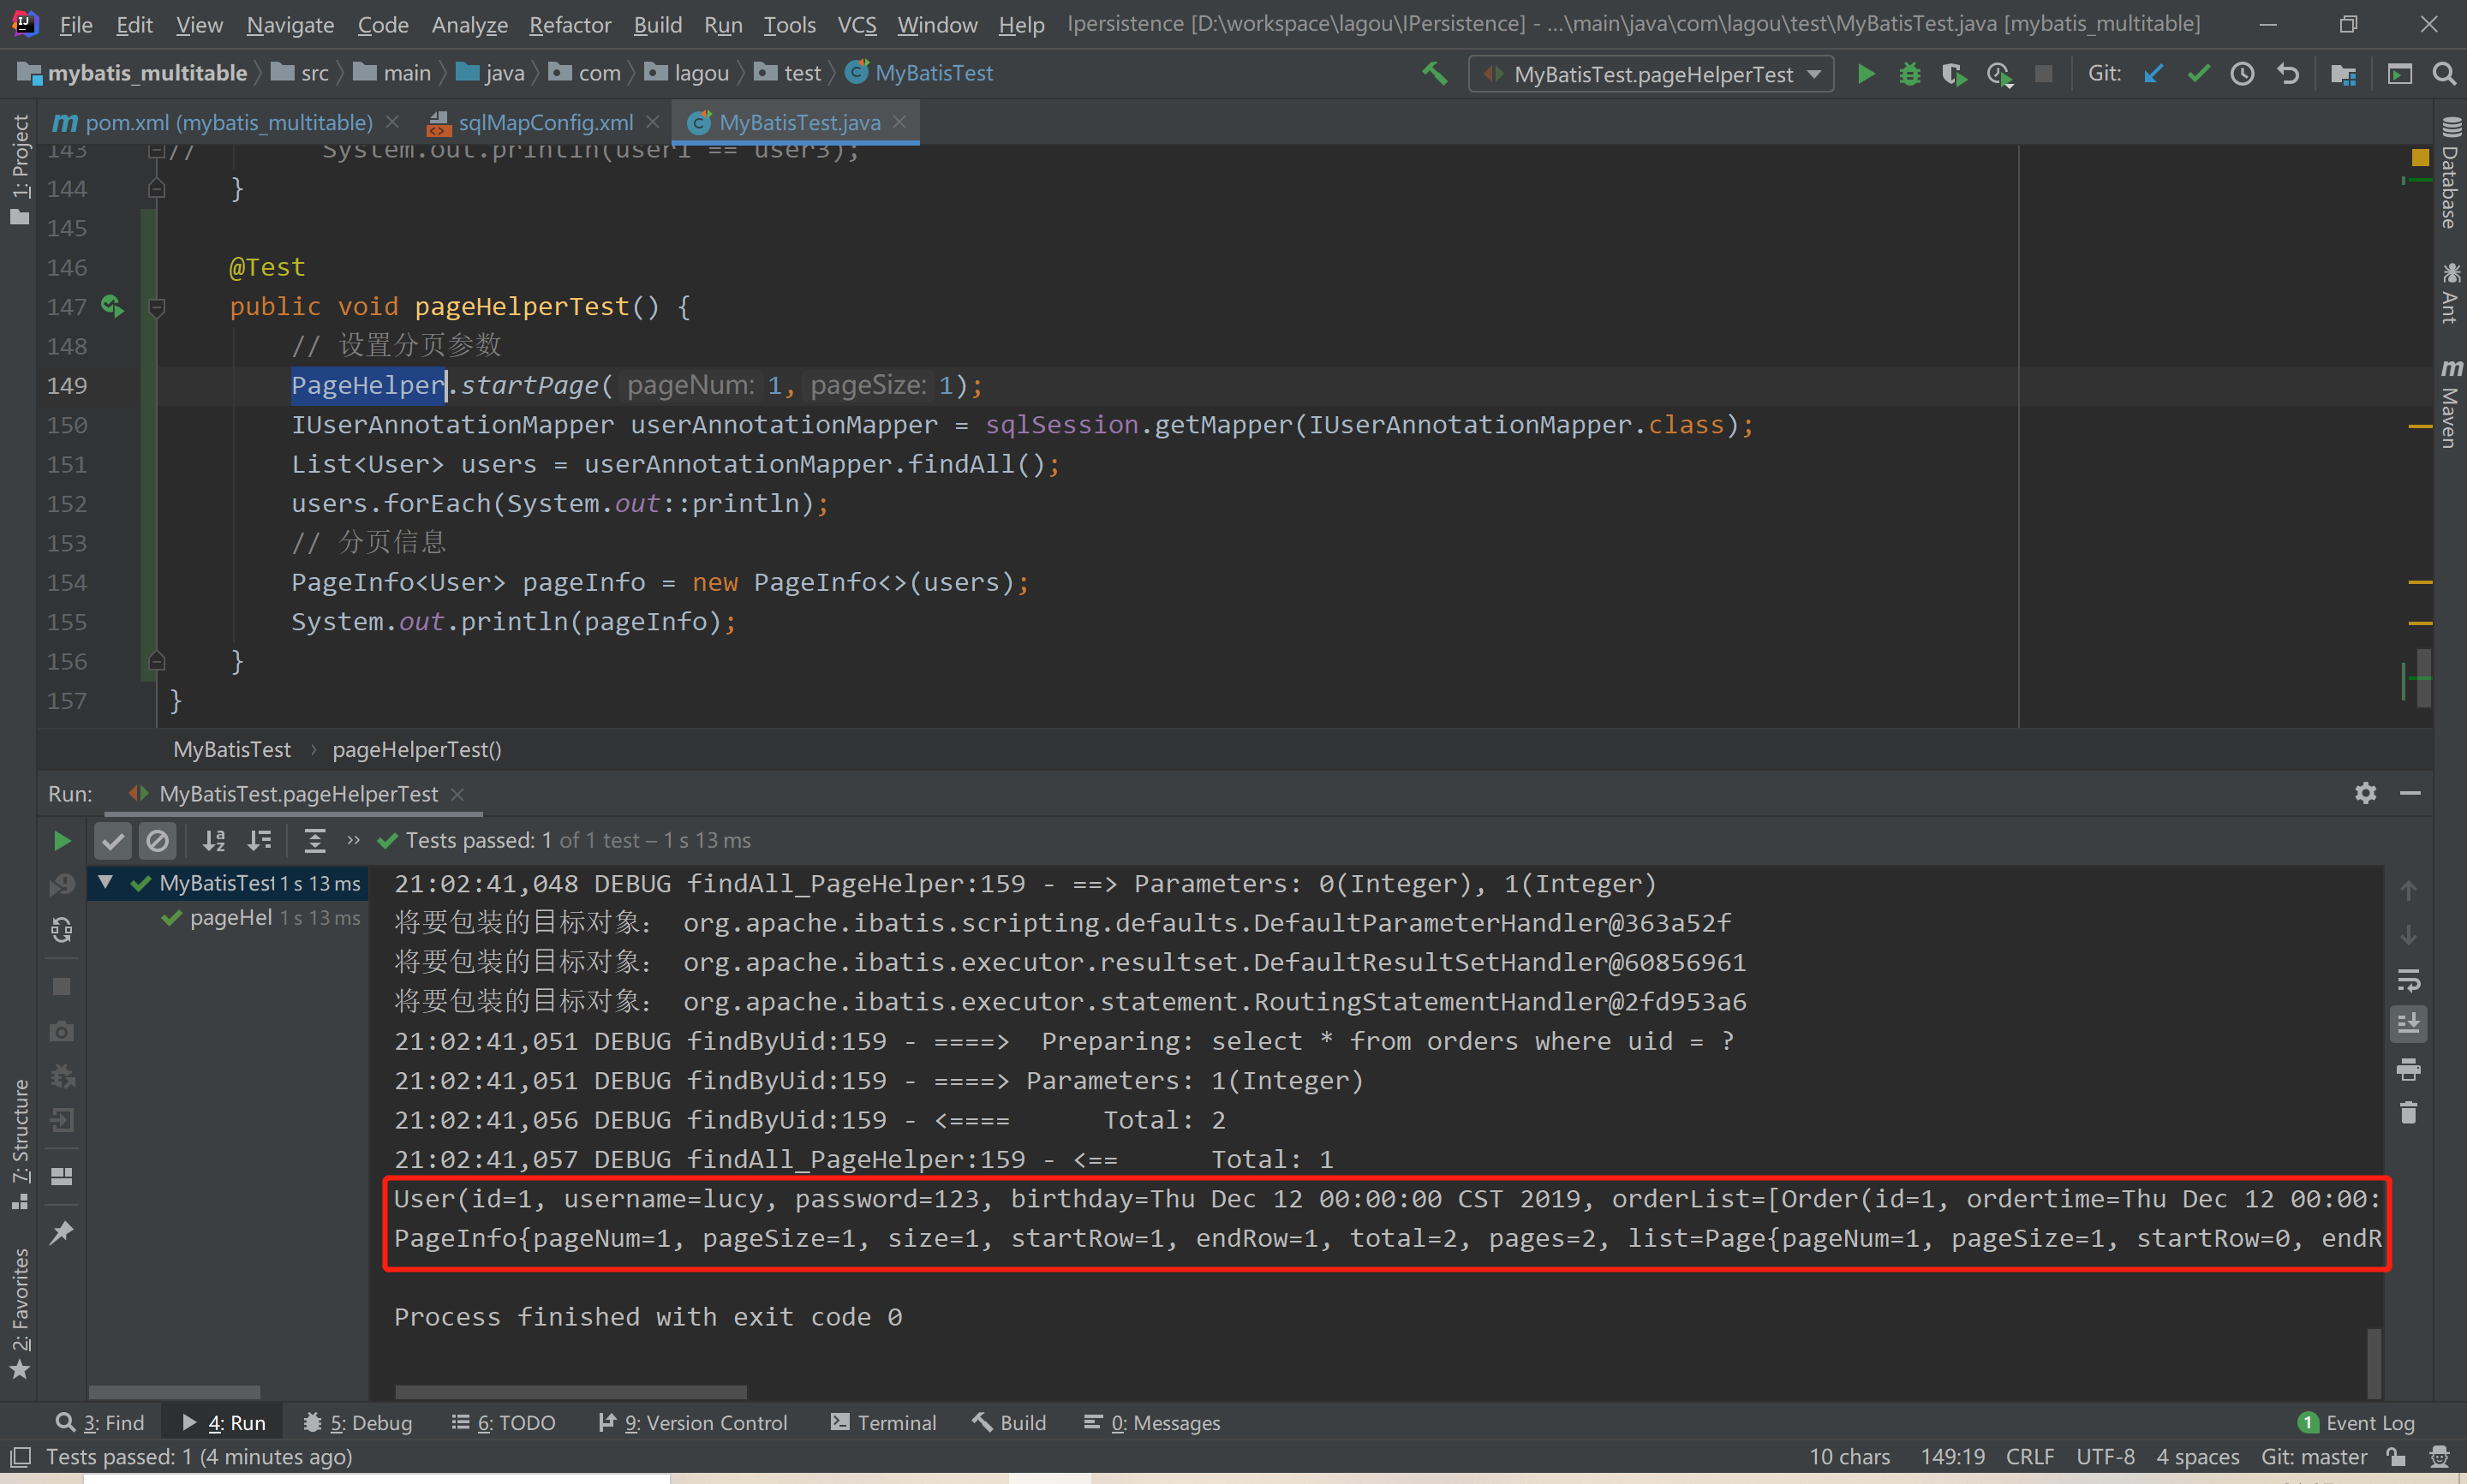 File Edit View Navigate Code Analyze Refactor Build Run Tools VCS Window Help Ipersistence [D:\workspace\lagou\IPersistence] - ...\main\java\com\lagou\test\MyBatisTest.java [mybatis_multitable]
mybatis_multitable src main java com lagou test MyBatisTest MyBatisTest.pageHelperTest Git:
pom.xml (mybatis_multitable) sqlMapConfig.xml MyBatisTest.java
1: Project
Database
Ant
Maven
143 // System.out.println(user1 == user3);
144 }
145
146 @Test
147 public void pageHelperTest() {
148 // 设置分页参数
149 PageHelper.startPage( pageNum: 1, pageSize: 1);
150 IUserAnnotationMapper userAnnotationMapper = sqlSession.getMapper(IUserAnnotationMapper.class);
151 List<User> users = userAnnotationMapper.findAll();
152 users.forEach(System.out::println);
153 // 分页信息
154 PageInfo<User> pageInfo = new PageInfo<>(users);
155 System.out.println(pageInfo);
156 }
157 }
MyBatisTest › pageHelperTest()
Run: MyBatisTest.pageHelperTest
Tests passed: 1 of 1 test – 1 s 13 ms
MyBatisTest 1 s 13 ms
pageHel 1 s 13 ms
21:02:41,048 DEBUG findAll_PageHelper:159 - ==> Parameters: 0(Integer), 1(Integer)
将要包装的目标对象： org.apache.ibatis.scripting.defaults.DefaultParameterHandler@363a52f
将要包装的目标对象： org.apache.ibatis.executor.resultset.DefaultResultSetHandler@60856961
将要包装的目标对象： org.apache.ibatis.executor.statement.RoutingStatementHandler@2fd953a6
21:02:41,051 DEBUG findByUid:159 - ====>  Preparing: select * from orders where uid = ?
21:02:41,051 DEBUG findByUid:159 - ====> Parameters: 1(Integer)
21:02:41,056 DEBUG findByUid:159 - <====      Total: 2
21:02:41,057 DEBUG findAll_PageHelper:159 - <==      Total: 1
User(id=1, username=lucy, password=123, birthday=Thu Dec 12 00:00:00 CST 2019, orderList=[Order(id=1, ordertime=Thu Dec 12 00:00:
PageInfo{pageNum=1, pageSize=1, size=1, startRow=1, endRow=1, total=2, pages=2, list=Page{pageNum=1, pageSize=1, startRow=0, endR
Process finished with exit code 0
7: Structure
2: Favorites
3: Find 4: Run 5: Debug 6: TODO 9: Version Control Terminal Build 0: Messages 1 Event Log
Tests passed: 1 (4 minutes ago) 10 chars 149:19 CRLF UTF-8 4 spaces Git: master